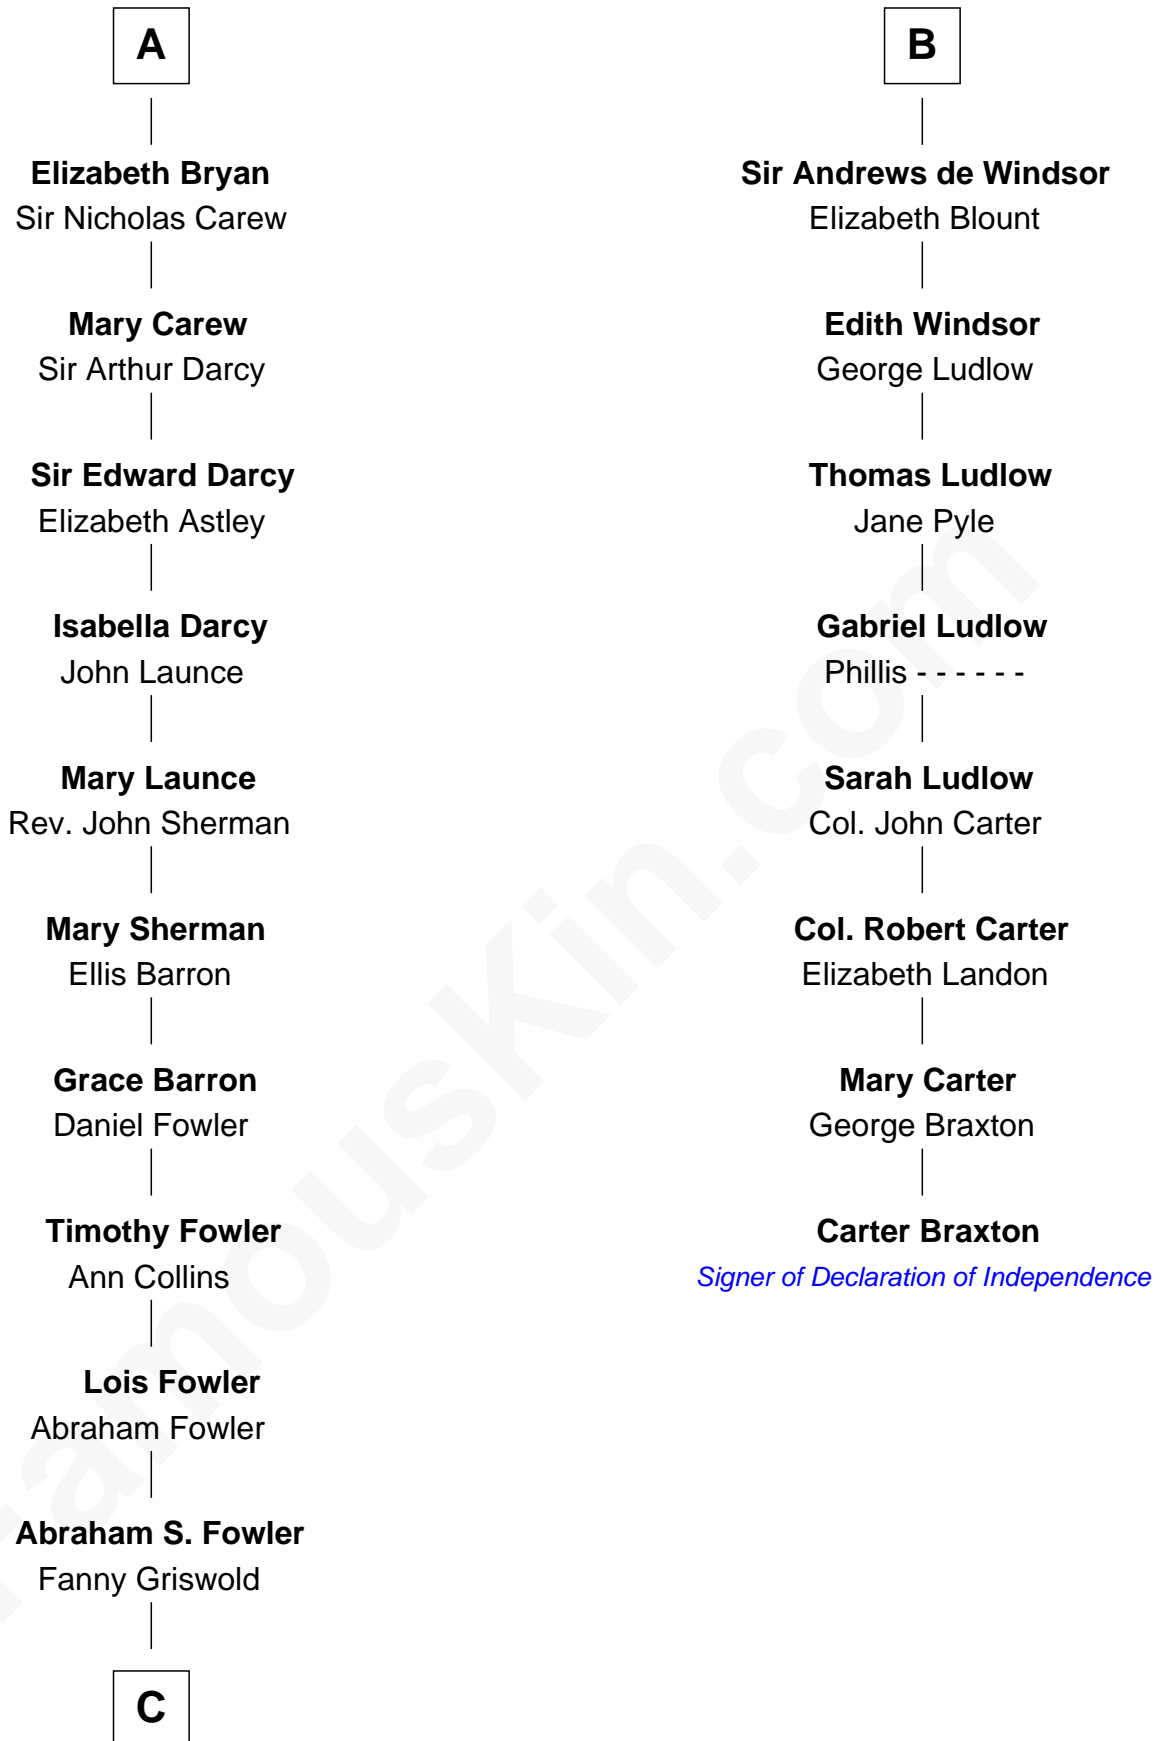 A
Elizabeth Bryan
Sir Nicholas Carew
Mary Carew
Sir Arthur Darcy
Sir Edward Darcy
Elizabeth Astley
Isabella Darcy
John Launce
Mary Launce
Rev. John Sherman
Mary Sherman
Ellis Barron
Grace Barron
Daniel Fowler
Timothy Fowler
Ann Collins
Lois Fowler
Abraham Fowler
Abraham S. Fowler
Fanny Griswold
C
B
Sir Andrews de Windsor
Elizabeth Blount
Edith Windsor
George Ludlow
Thomas Ludlow
Jane Pyle
Gabriel Ludlow
Phillis - - - - - -
Sarah Ludlow
Col. John Carter
Col. Robert Carter
Elizabeth Landon
Mary Carter
George Braxton
Carter Braxton
Signer of Declaration of Independence
FamousKin.com